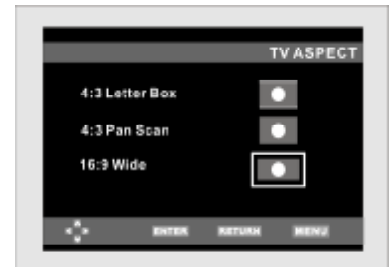 TV ASPECT
4:3 Letter Box
4:3 Pan Scan
16:9 Wide
ENTER RETURN MENU